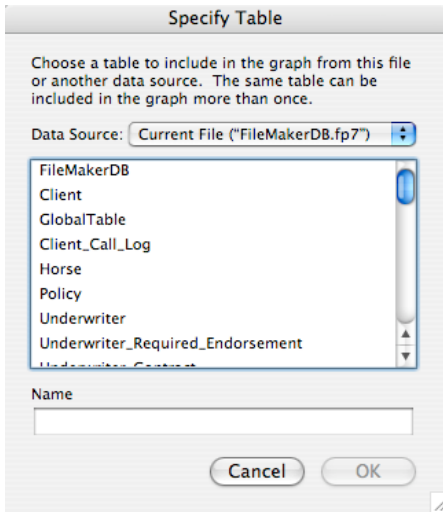 Specify Table
Choose a table to include in the graph from this file
or another data source. The same table can be
included in the graph more than once.
Data Source: Current File ("FileMakerDB.fp7")
FileMakerDB
Client
GlobalTable
Client_Call_Log
Horse
Policy
Underwriter
Underwriter_Required_Endorsement
Underwriter_Contract
Name
Cancel OK